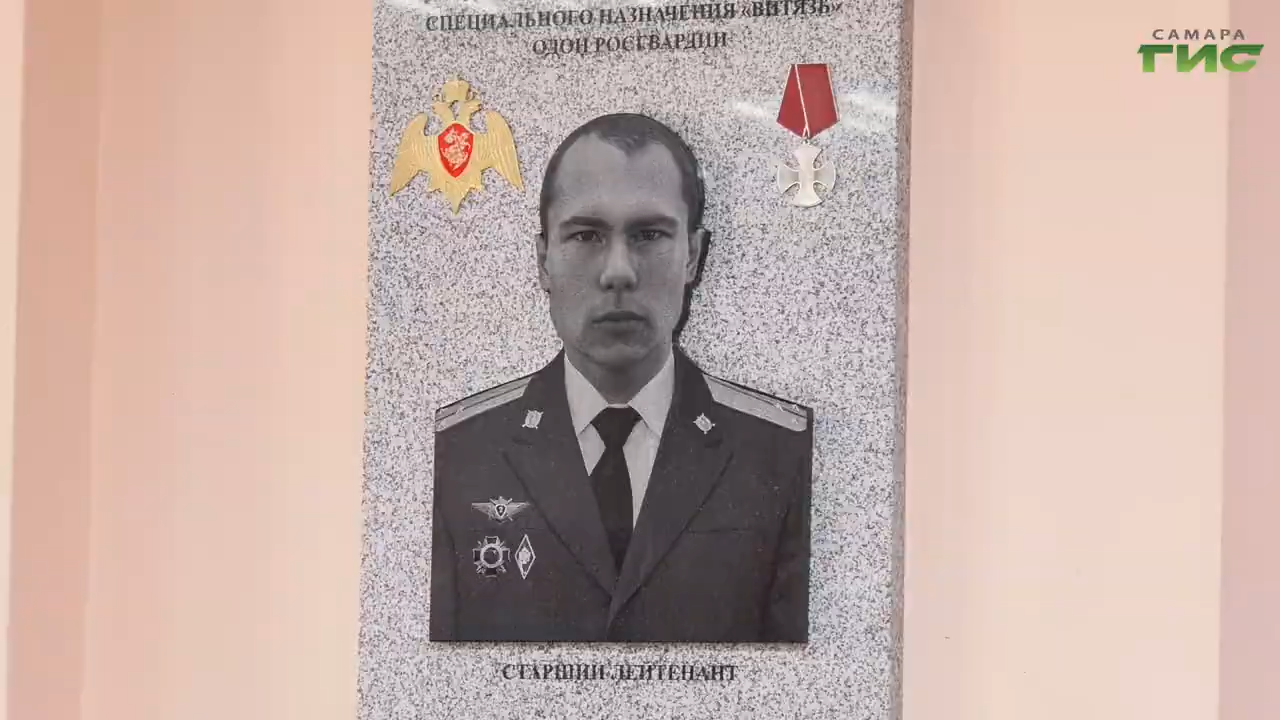 СПЕЦИАЛЬНОГО НАЗНАЧЕНИЯ «ВИТЯЗЬ»
ОДОН РОСГВАРДИИ
САМАРА
ГИС
СТАРШИЙ ЛЕЙТЕНАНТ